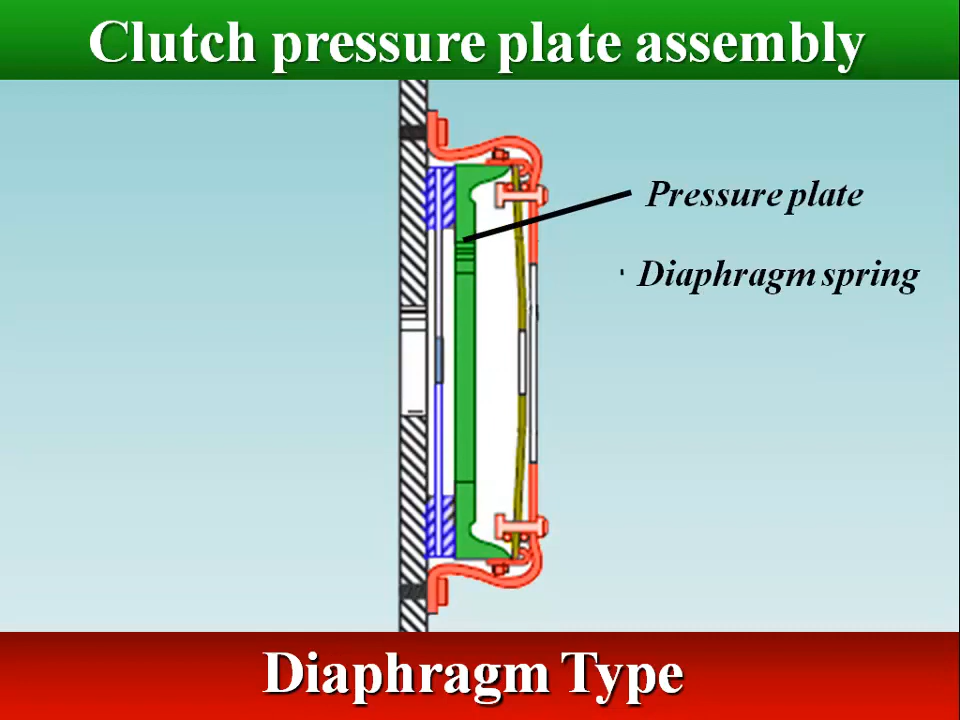 Clutch pressure plate assembly
Pressure plate
Diaphragm spring
Diaphragm Type